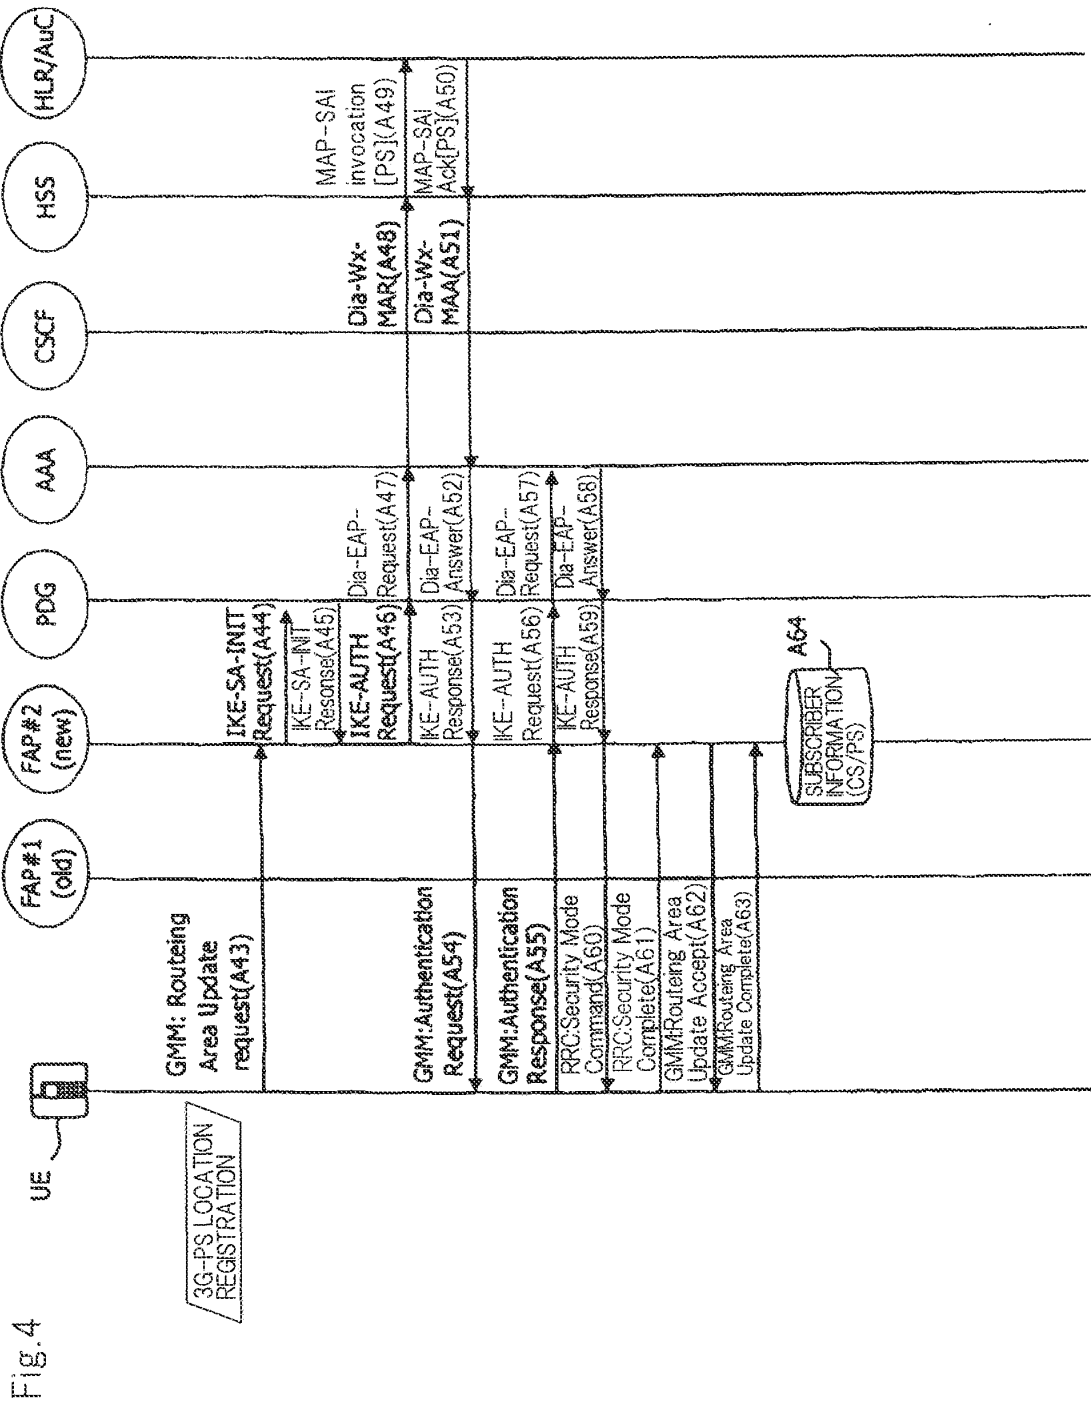 Fig.4
UE
FAP#1
(old)
FAP#2
(new)
PDG
AAA
CSCF
HSS
HLR/AuC
3G-PS LOCATION
REGISTRATION
GMM: Routeing
Area Update
request(A43)
IKE-SA-INIT
Request(A44)
IKE-SA-INIT
Resonse(A45)
IKE-AUTH
Request(A46)
Dia-EAP-
Request(A47)
Dia-Wx-
MAR(A48)
MAP-SAI
invocation
[PS](A49)
MAP-SAI
Ack[PS](A50)
Dia-Wx-
MAA(A51)
Dia-EAP-
Answer(A52)
IKE-AUTH
Response(A53)
GMM:Authentication
Request(A54)
GMM:Authentication
Response(A55)
IKE-AUTH
Request(A56)
Dia-EAP-
Request(A57)
Dia-EAP-
Answer(A58)
IKE-AUTH
Response(A59)
RRC:Security Mode
Command(A60)
RRC:Security Mode
Complete(A61)
GMM:Routeing Area
Update Accept(A62)
GMM:Routeing Area
Update Complete(A63)
A64
SUBSCRIBER
INFORMATION
(CS/PS)